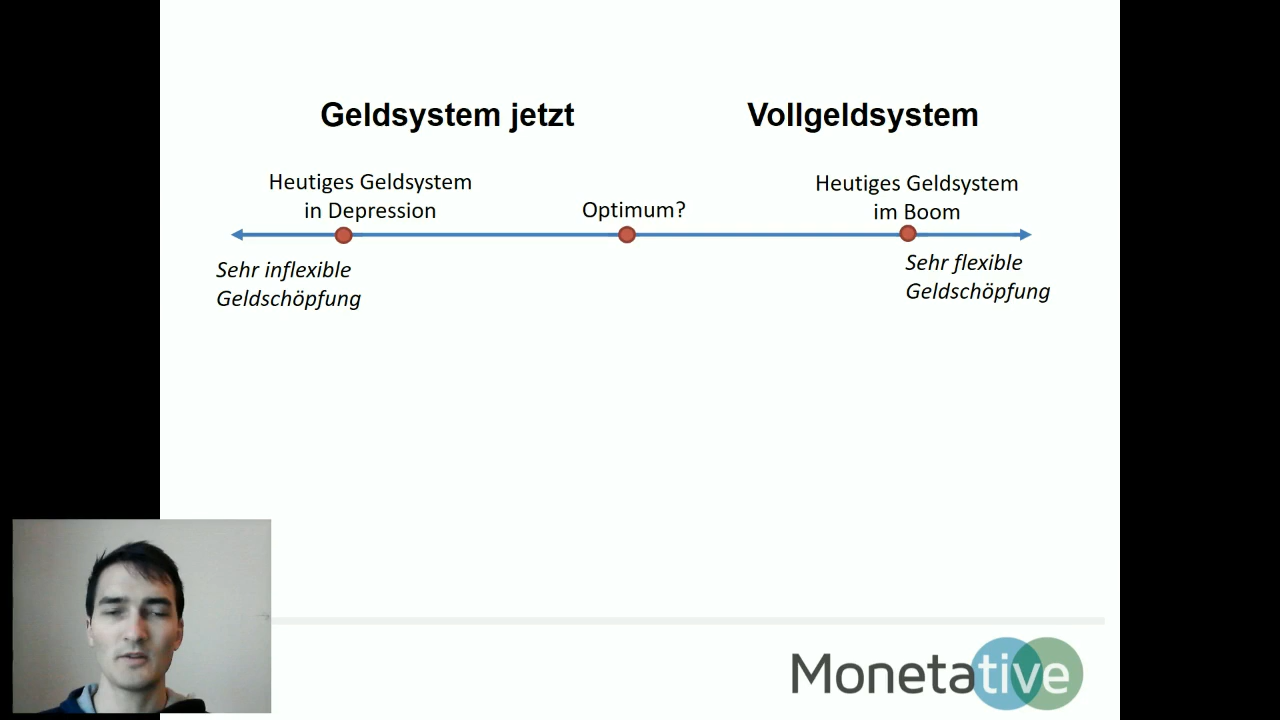 Geldsystem jetzt
Vollgeldsystem
Heutiges Geldsystem
in Depression
Optimum?
Heutiges Geldsystem
im Boom
Sehr inflexible
Geldschöpfung
Sehr flexible
Geldschöpfung
Monetative